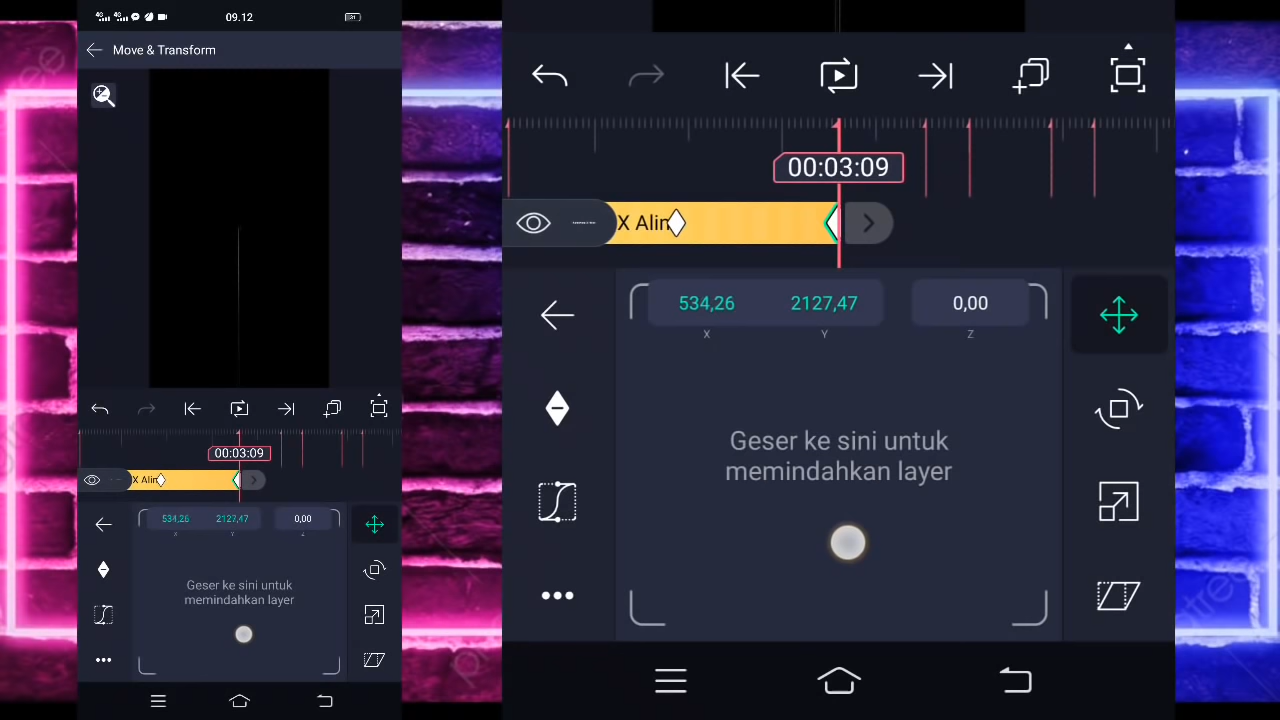 09.12
Move & Transform
00:03:09
X Alin
534,26 2127,47 0,00
X Y Z
Geser ke sini untuk
memindahkan layer
00:03:09
X Alin
534,26 2127,47 0,00
X Y Z
Geser ke sini untuk
memindahkan layer